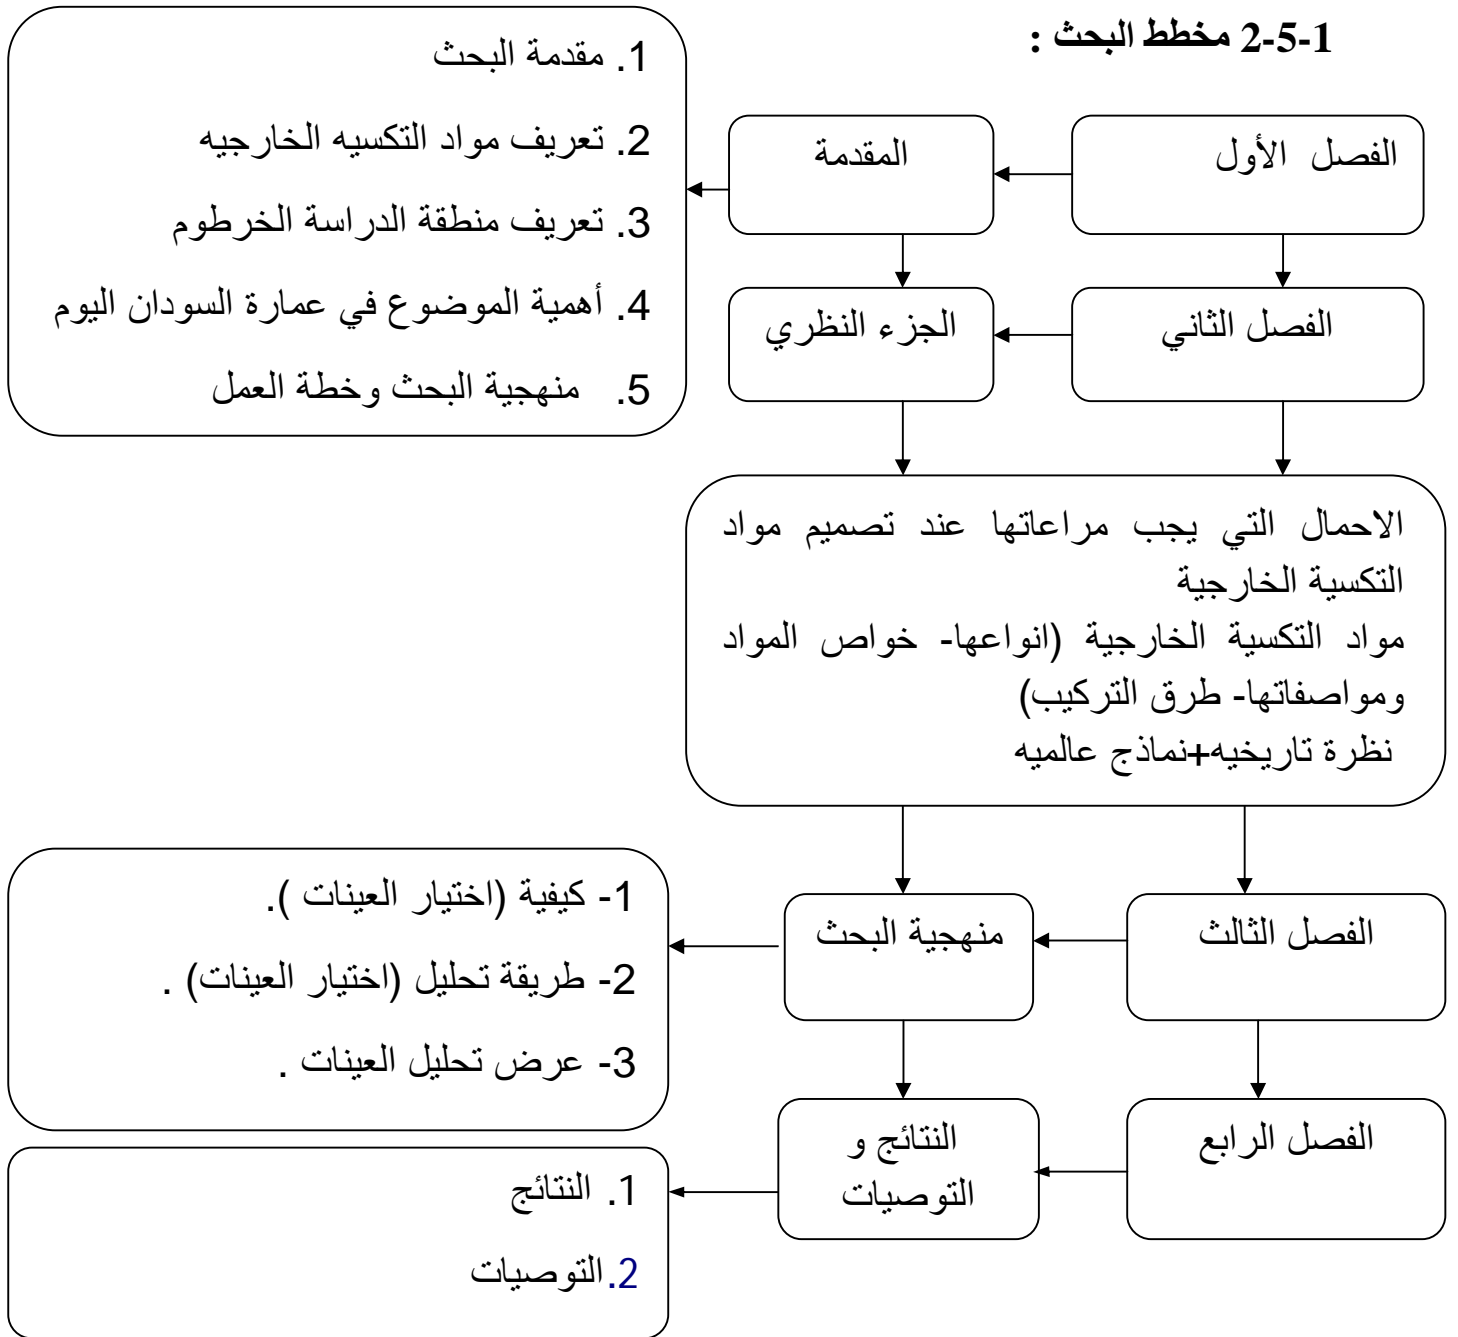 2-5-1 مخطط البحث :
الفصل الأول
المقدمة
1. مقدمة البحث
2. تعريف مواد التكسيه الخارجيه
3. تعريف منطقة الدراسة الخرطوم
4. أهمية الموضوع في عمارة السودان اليوم
5. منهجية البحث وخطة العمل
الفصل الثاني
الجزء النظري
الاحمال التي يجب مراعاتها عند تصميم مواد
التكسية الخارجية
مواد التكسية الخارجية (انواعها- خواص المواد
ومواصفاتها- طرق التركيب)
نظرة تاريخيه+نماذج عالميه
الفصل الثالث
منهجية البحث
1- كيفية (اختيار العينات ).
2- طريقة تحليل (اختيار العينات) .
3- عرض تحليل العينات .
الفصل الرابع
النتائج و
التوصيات
1. النتائج
2.التوصيات